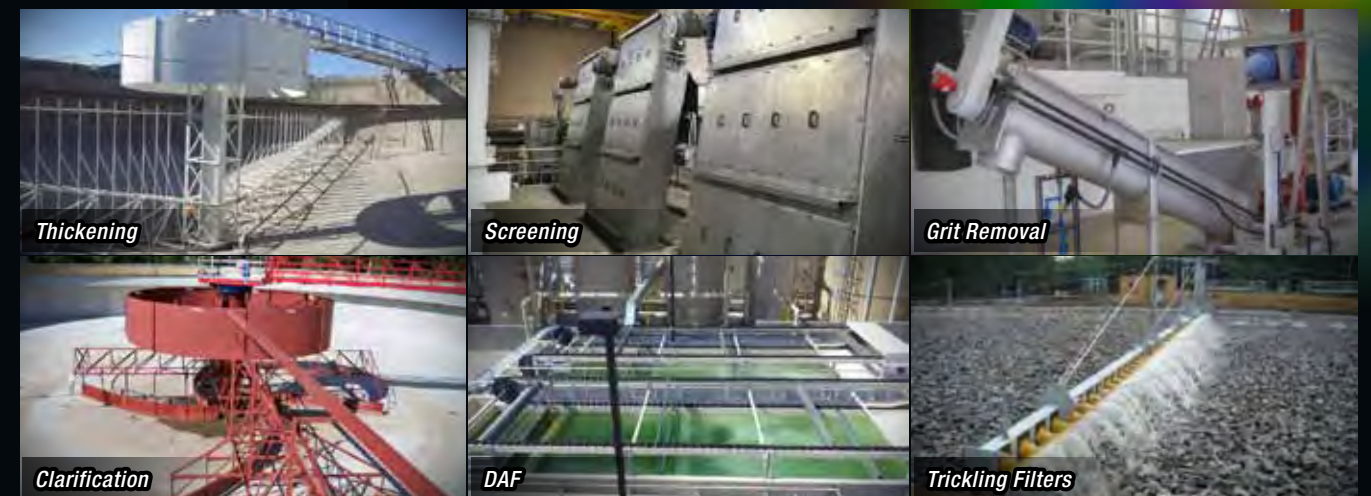 Thickening
Screening
Grit Removal
Clarification
DAF
Trickling Filters